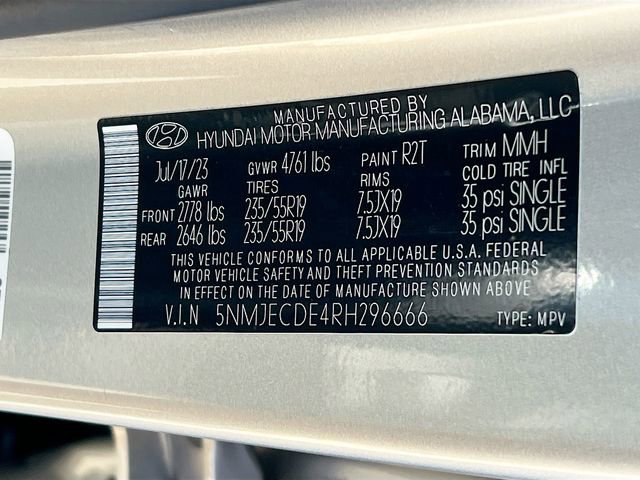 MANUFACTURED BY
HYUNDAI MOTOR MANUFACTURING ALABAMA, LLC
Jul/17/23 GVWR 4761 lbs PAINT R2T TRIM MMH
GAWR TIRES RIMS COLD TIRE INFL
FRONT 2778 lbs 235/55R19 7.5JX19 35 psi SINGLE
REAR 2646 lbs 235/55R19 7.5JX19 35 psi SINGLE
THIS VEHICLE CONFORMS TO ALL APPLICABLE U.S.A. FEDERAL
MOTOR VEHICLE SAFETY AND THEFT PREVENTION STANDARDS
IN EFFECT ON THE DATE OF MANUFACTURE SHOWN ABOVE
V.I.N 5NMJECDE4RH296666 TYPE: MPV